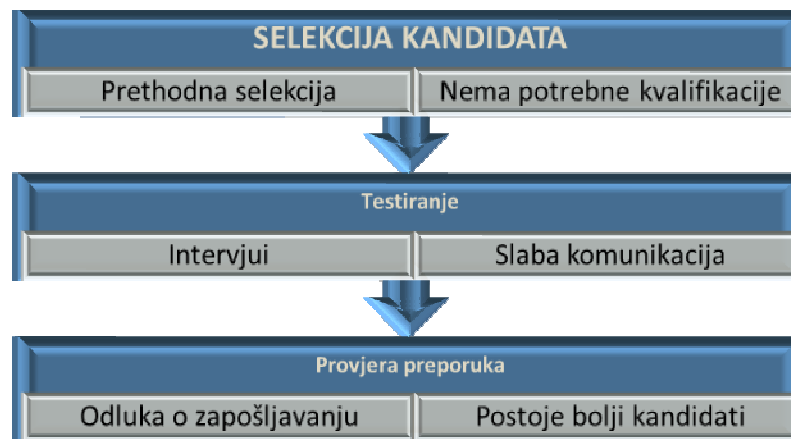 SELEKCIJA KANDIDATA
Prethodna selekcija
Nema potrebne kvalifikacije
Testiranje
Intervjui
Slaba komunikacija
Provjera preporuka
Odluka o zapošljavanju
Postoje bolji kandidati